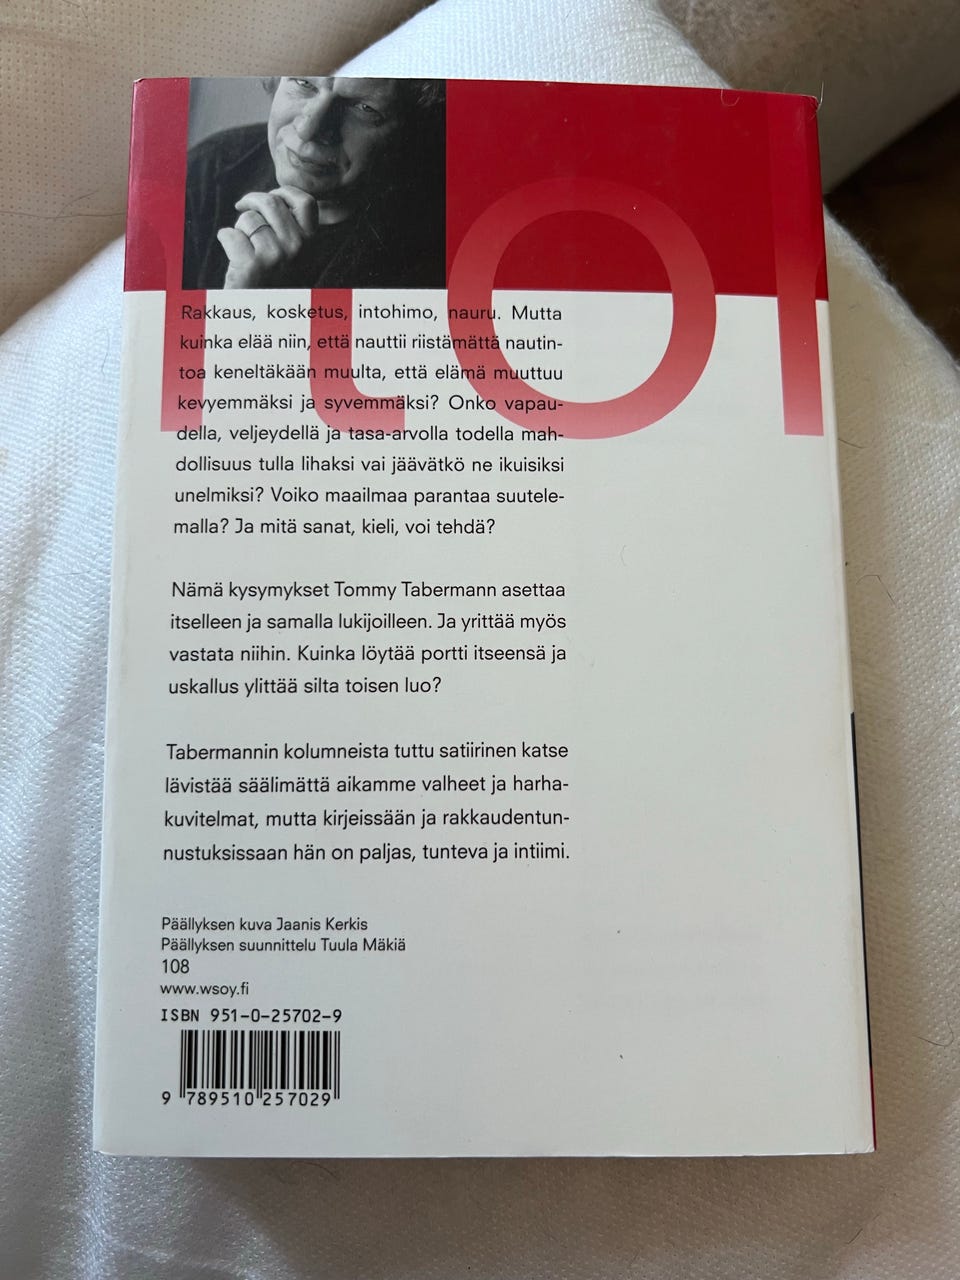 Rakkaus, kosketus, intohimo, nauru. Mutta
kuinka elää niin, että nauttii riistämättä nautin-
toa keneltäkään muulta, että elämä muuttuu
kevyemmäksi ja syvemmäksi? Onko vapau-
della, veljeydellä ja tasa-arvolla todella mah-
dollisuus tulla lihaksi vai jäävätkö ne ikuisiksi
unelmiksi? Voiko maailmaa parantaa suutele-
malla? Ja mitä sanat, kieli, voi tehdä?
Nämä kysymykset Tommy Tabermann asettaa
itselleen ja samalla lukijoilleen. Ja yrittää myös
vastata niihin. Kuinka löytää portti itseensä ja
uskallus ylittää silta toisen luo?
Tabermannin kolumneista tuttu satiirinen katse
lävistää säälimättä aikamme valheet ja harha-
kuvitelmat, mutta kirjeissään ja rakkaudentun-
nustuksissaan hän on paljas, tunteva ja intiimi.
Päällyksen kuva Jaanis Kerkis
Päällyksen suunnittelu Tuula Mäkiä
108
www.wsoy.fi
ISBN 951-0-25702-9
9 789510 257029